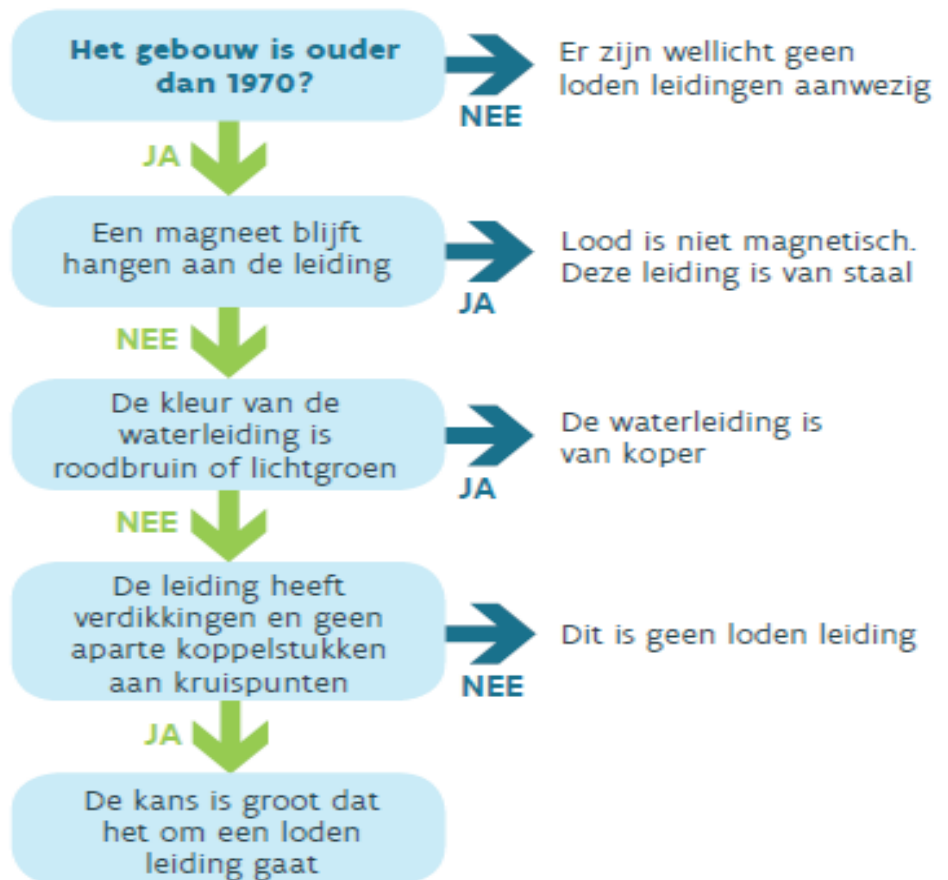 Het gebouw is ouder
dan 1970?
NEE
Er zijn wellicht geen
loden leidingen aanwezig
JA
Een magneet blijft
hangen aan de leiding
JA
Lood is niet magnetisch.
Deze leiding is van staal
NEE
De kleur van de
waterleiding is
roodbruin of lichtgroen
JA
De waterleiding is
van koper
NEE
De leiding heeft
verdikkingen en geen
aparte koppelstukken
aan kruispunten
NEE
Dit is geen loden leiding
JA
De kans is groot dat
het om een loden
leiding gaat